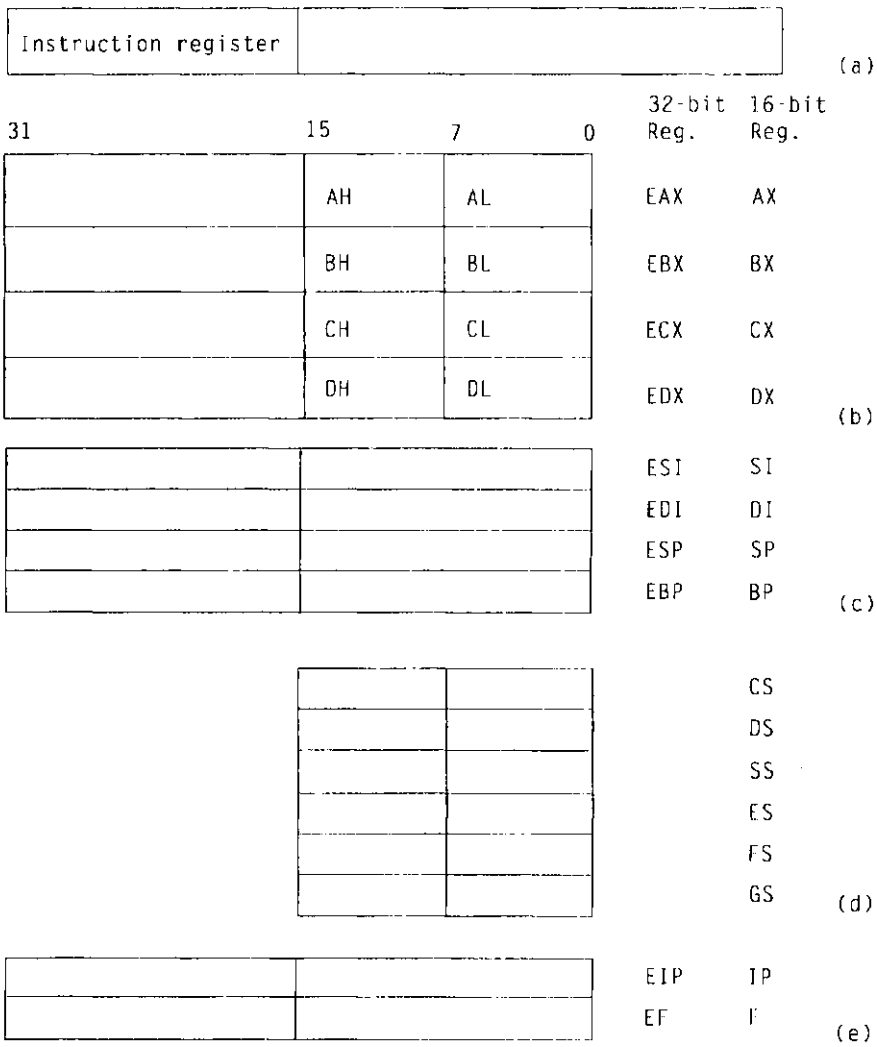 Instruction register
(a)
32-bit 16-bit
31 15 7 0 Reg. Reg.
AH AL EAX AX
BH BL EBX BX
CH CL ECX CX
DH DL EDX DX
(b)
ESI SI
EDI DI
ESP SP
EBP BP
(c)
CS
DS
SS
ES
FS
GS
(d)
EIP IP
EF F
(e)